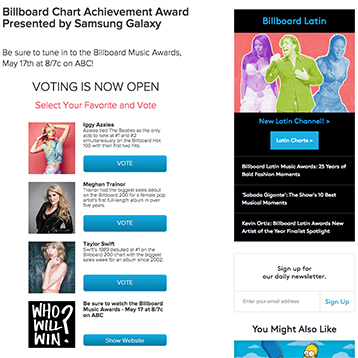 Billboard Chart Achievement Award
Presented by Samsung Galaxy
Be sure to tune in to the Billboard Music Awards,
May 17th at 8/7c on ABC!
VOTING IS NOW OPEN
Select Your Favorite and Vote
Iggy Azalea
Azalea tied The Beatles as the only
acts to rank at #1 and #2
simultaneously on the Billboard Hot
100 with their first two hits.
VOTE
Meghan Trainor
Trainor had the biggest sales debut
on the Billboard 200 for a female pop
artist's first full-length album in over
five years.
VOTE
Taylor Swift
Swift's 1989 debuted at #1 on the
Billboard 200 chart with the biggest
sales week for an album since 2002.
VOTE
WHO
WILL
WIN?
Be sure to watch the Billboard
Music Awards - May 17 at 8/7c
on ABC
Show Website
Billboard Latin
New Latin Channel! >
Latin Charts >
Billboard Latin Music Awards: 25 Years of
Bold Fashion Moments
'Sabado Gigante': The Show's 10 Best
Musical Moments
Kevin Ortiz: Billboard Latin Awards New
Artist of the Year Finalist Spotlight
Sign up for
our daily newsletter.
Enter your email address
Sign Up
You Might Also Like